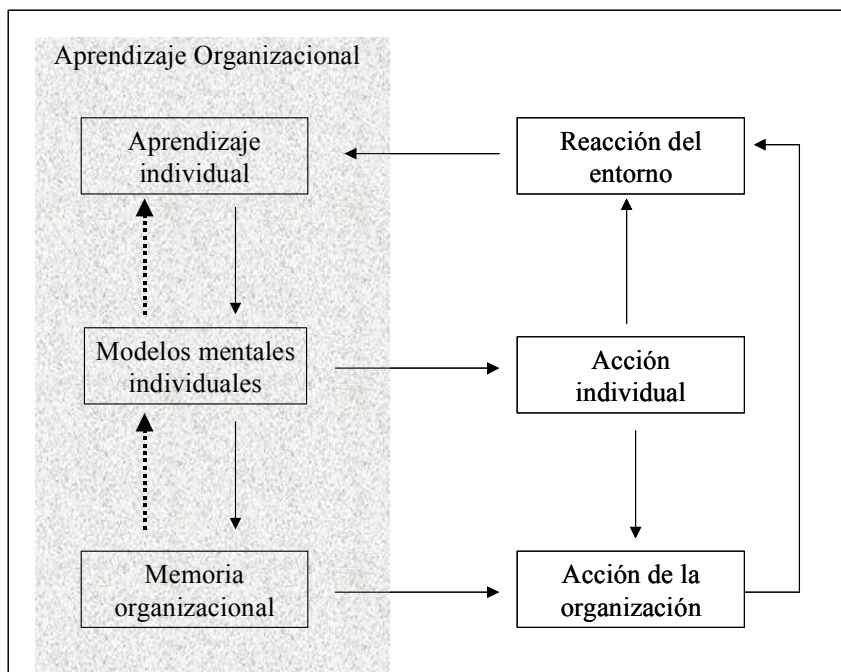 Aprendizaje Organizacional
Aprendizaje
individual
Reacción del
entorno
Modelos mentales
individuales
Acción
individual
Memoria
organizacional
Acción de la
organización